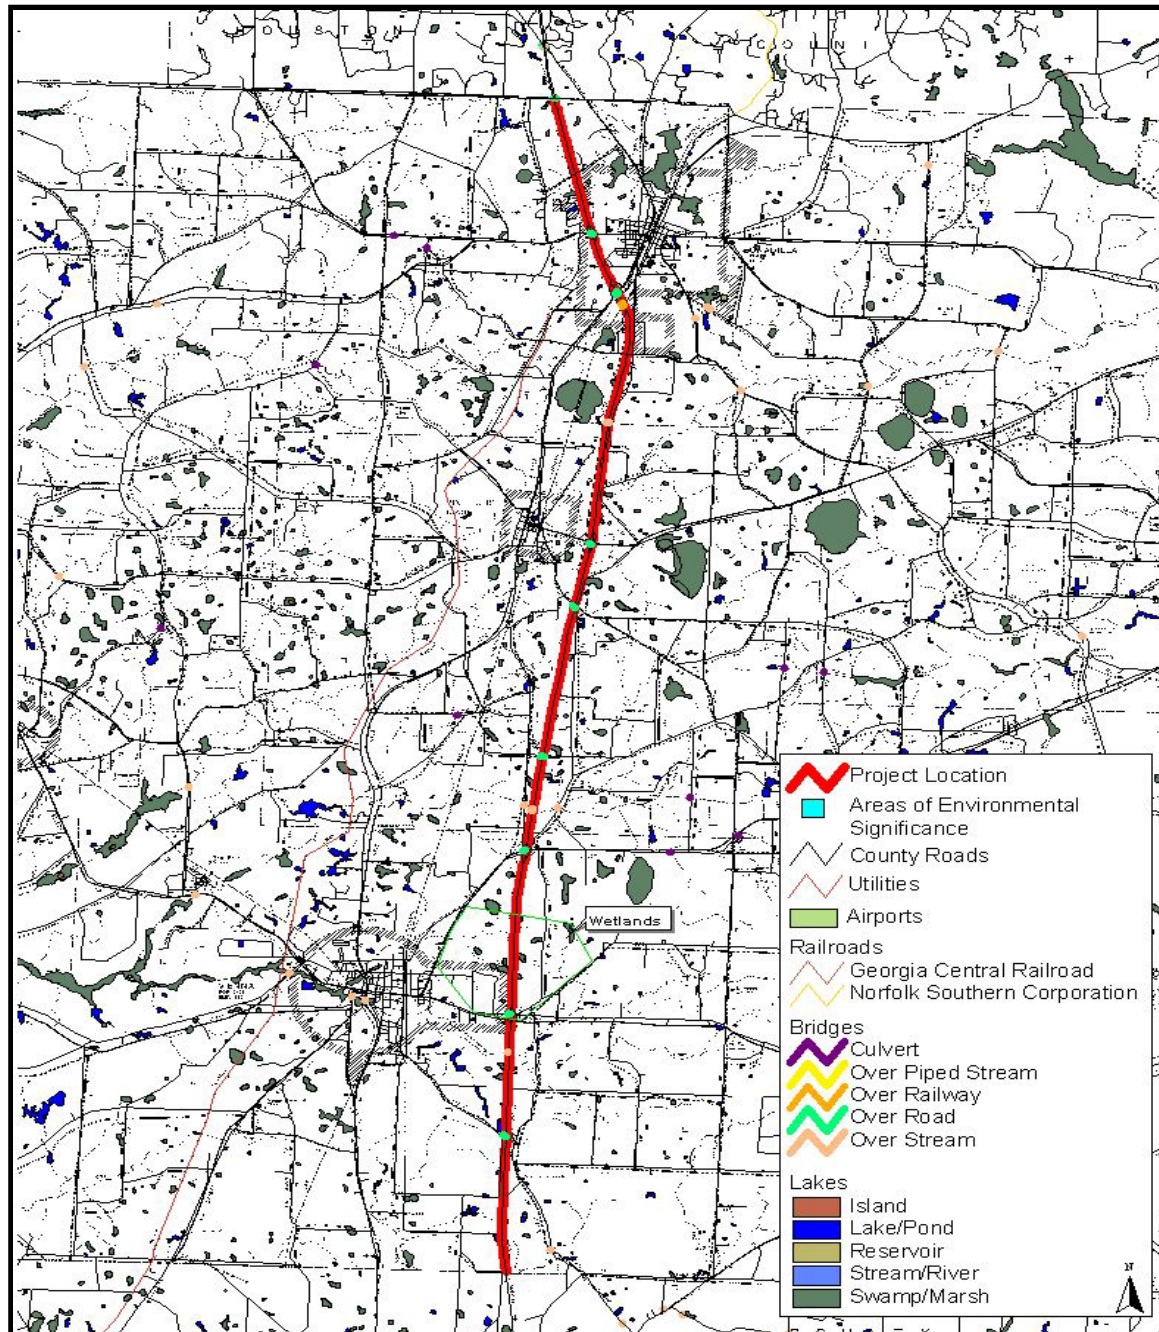 HOUSTON
COUN
Wetlands
Project Location
Areas of Environmental
Significance
County Roads
Utilities
Airports
Railroads
Georgia Central Railroad
Norfolk Southern Corporation
Bridges
Culvert
Over Piped Stream
Over Railway
Over Road
Over Stream
Lakes
Island
Lake/Pond
Reservoir
Stream/River
Swamp/Marsh
N